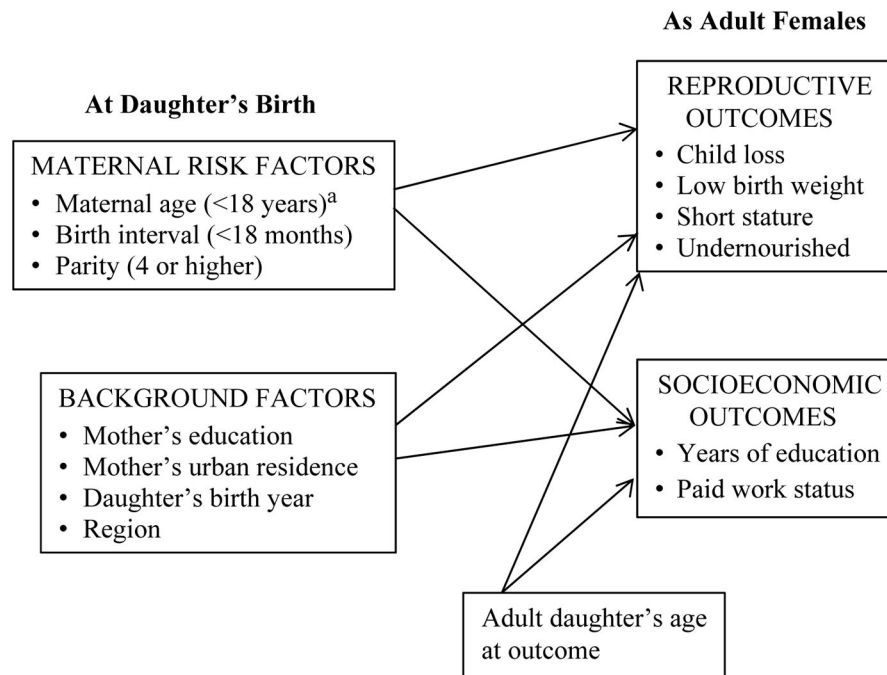 As Adult Females
At Daughter’s Birth
MATERNAL RISK FACTORS
• Maternal age (<18 years)ᵃ
• Birth interval (<18 months)
• Parity (4 or higher)
BACKGROUND FACTORS
• Mother’s education
• Mother’s urban residence
• Daughter’s birth year
• Region
REPRODUCTIVE
OUTCOMES
• Child loss
• Low birth weight
• Short stature
• Undernourished
SOCIOECONOMIC
OUTCOMES
• Years of education
• Paid work status
Adult daughter’s age
at outcome